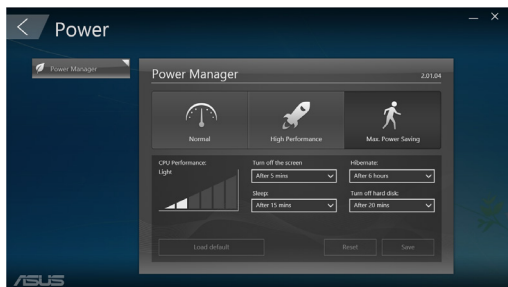 Power
Power Manager
Power Manager 2.01.04
Normal High Performance Max. Power Saving
CPU Performance: Light
Turn off the screen
After 5 mins
Hibernate:
After 6 hours
Sleep:
After 15 mins
Turn off hard disk:
After 20 mins
Load default Reset Save
ASUS